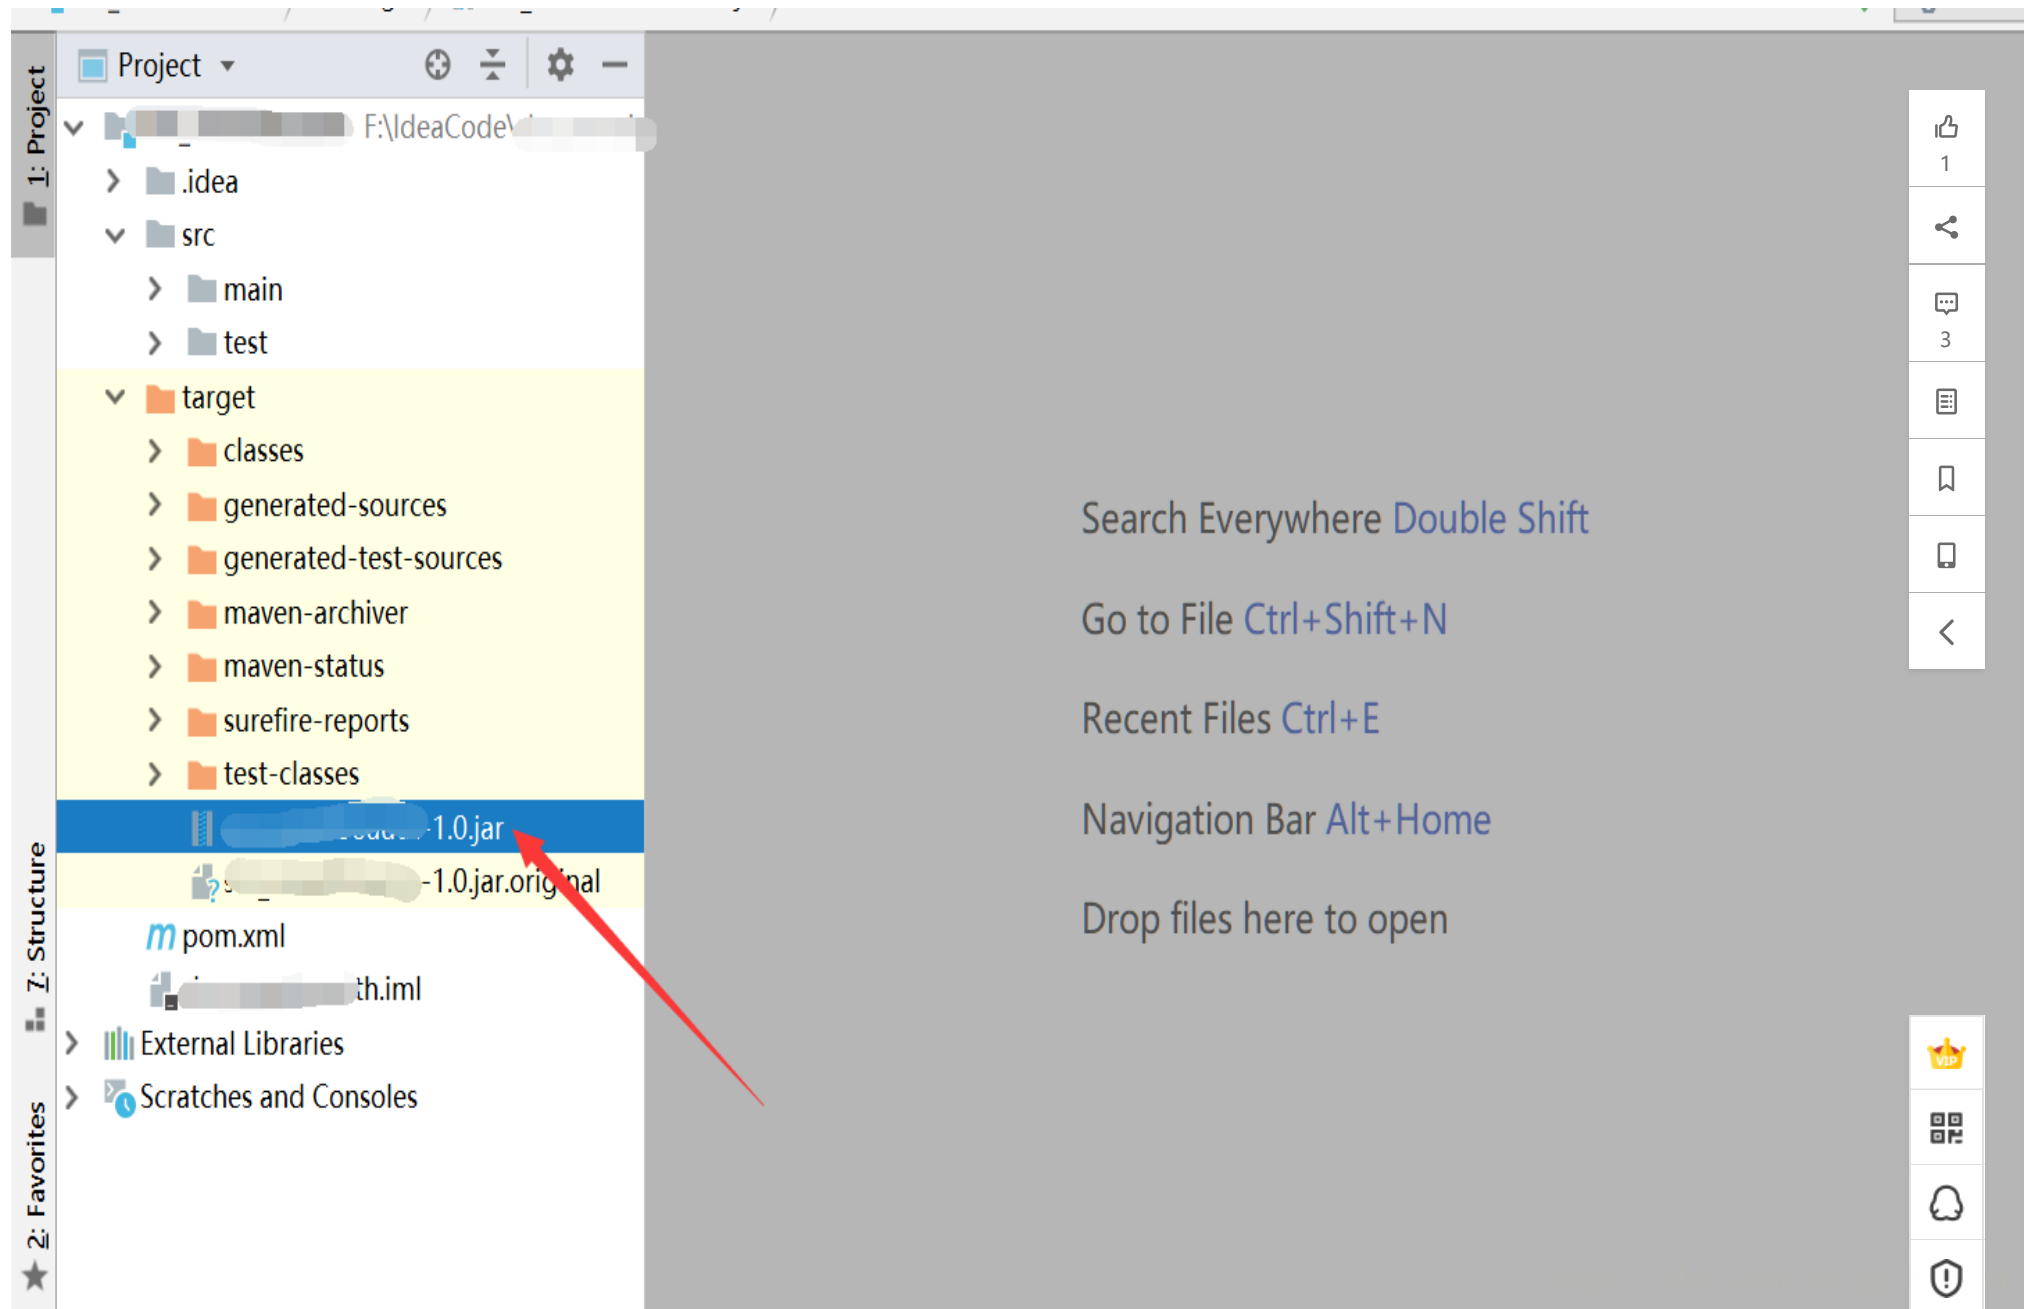 Project
F:\IdeaCode\
.idea
src
main
test
target
classes
generated-sources
generated-test-sources
maven-archiver
maven-status
surefire-reports
test-classes
-1.0.jar
-1.0.jar.original
pom.xml
th.iml
External Libraries
Scratches and Consoles
1: Project
7: Structure
2: Favorites
Search Everywhere Double Shift
Go to File Ctrl+Shift+N
Recent Files Ctrl+E
Navigation Bar Alt+Home
Drop files here to open
1
3
VIP